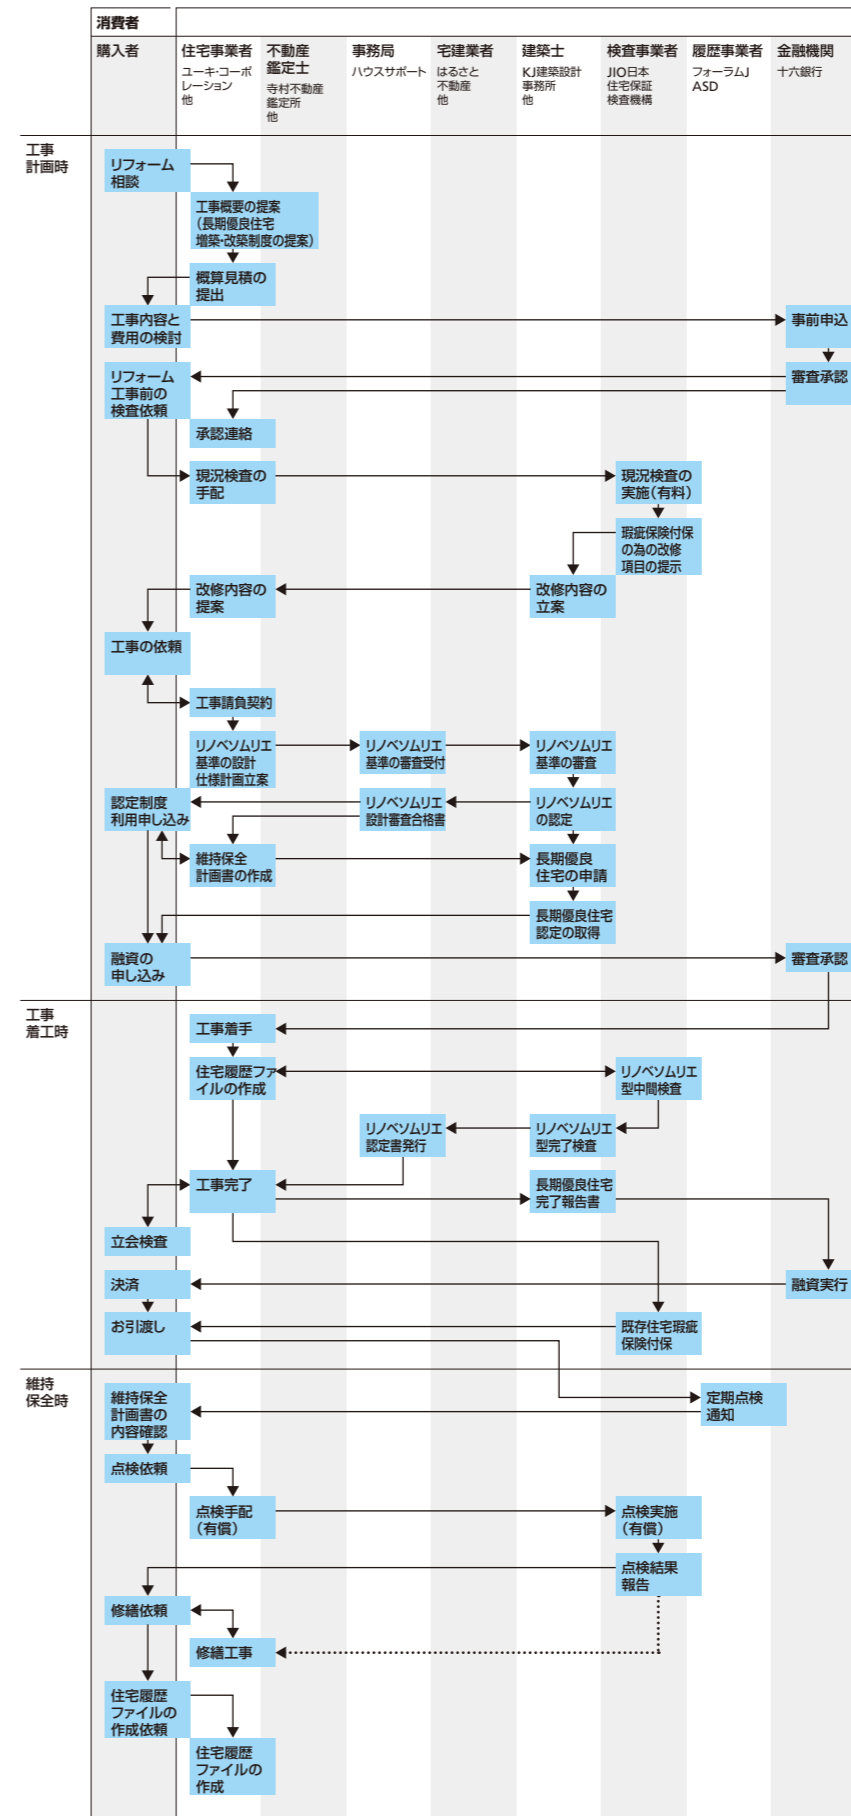 消費者
購入者
住宅事業者
ユーキ・コーポ
レーション
他
不動産
鑑定士
寺村不動産
鑑定所
他
事務局
ハウスサポート
宅建業者
はるさと
不動産
他
建築士
KJ建築設計
事務所
他
検査事業者
JIO日本
住宅保証
検査機構
履歴事業者
フォーラムJ
ASD
金融機関
十六銀行
工事
計画時
リフォーム
相談
工事概要の提案
(長期優良住宅
増築・改築制度の提案)
概算見積の
提出
工事内容と
費用の検討
事前申込
リフォーム
工事前の
検査依頼
審査承認
承認連絡
現況検査の
手配
現況検査の
実施(有料)
瑕疵保険付保
の為の改修
項目の提示
改修内容の
提案
改修内容の
立案
工事の依頼
工事請負契約
リノベソムリエ
基準の設計
仕様計画立案
リノベソムリエ
基準の審査受付
リノベソムリエ
基準の審査
認定制度
利用申し込み
リノベソムリエ
設計審査合格書
リノベソムリエ
の認定
維持保全
計画書の作成
長期優良
住宅の申請
長期優良住宅
認定の取得
融資の
申し込み
審査承認
工事
着工時
工事着手
住宅履歴ファ
イルの作成
リノベソムリエ
型中間検査
リノベソムリエ
認定書発行
リノベソムリエ
型完了検査
工事完了
長期優良住宅
完了報告書
立会検査
決済
融資実行
お引渡し
既存住宅瑕疵
保険付保
維持
保全時
維持保全
計画書の
内容確認
定期点検
通知
点検依頼
点検手配
(有償)
点検実施
(有償)
点検結果
報告
修繕依頼
修繕工事
住宅履歴
ファイルの
作成依頼
住宅履歴
ファイルの
作成